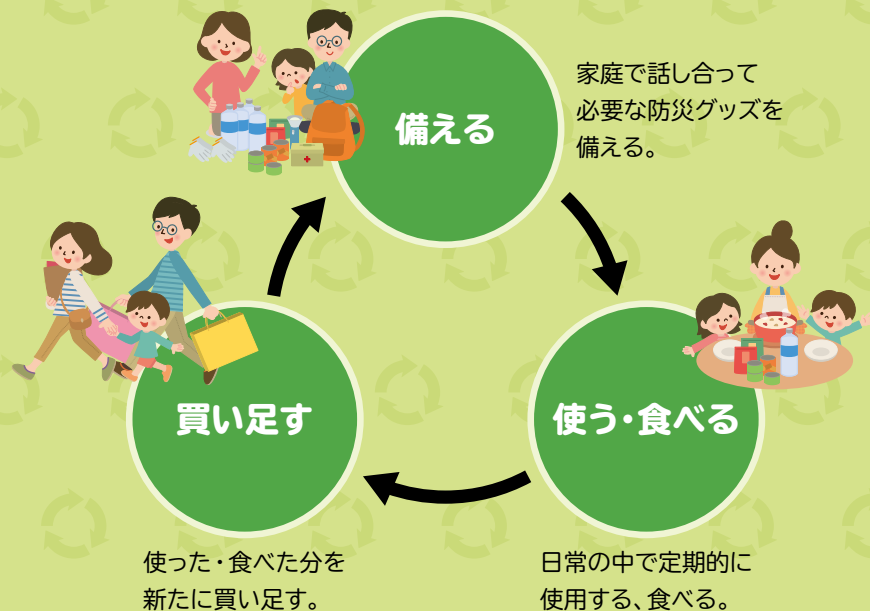 備える
家庭で話し合って
必要な防災グッズを
備える。
使う・食べる
日常の中で定期的に
使用する、食べる。
買い足す
使った・食べた分を
新たに買い足す。